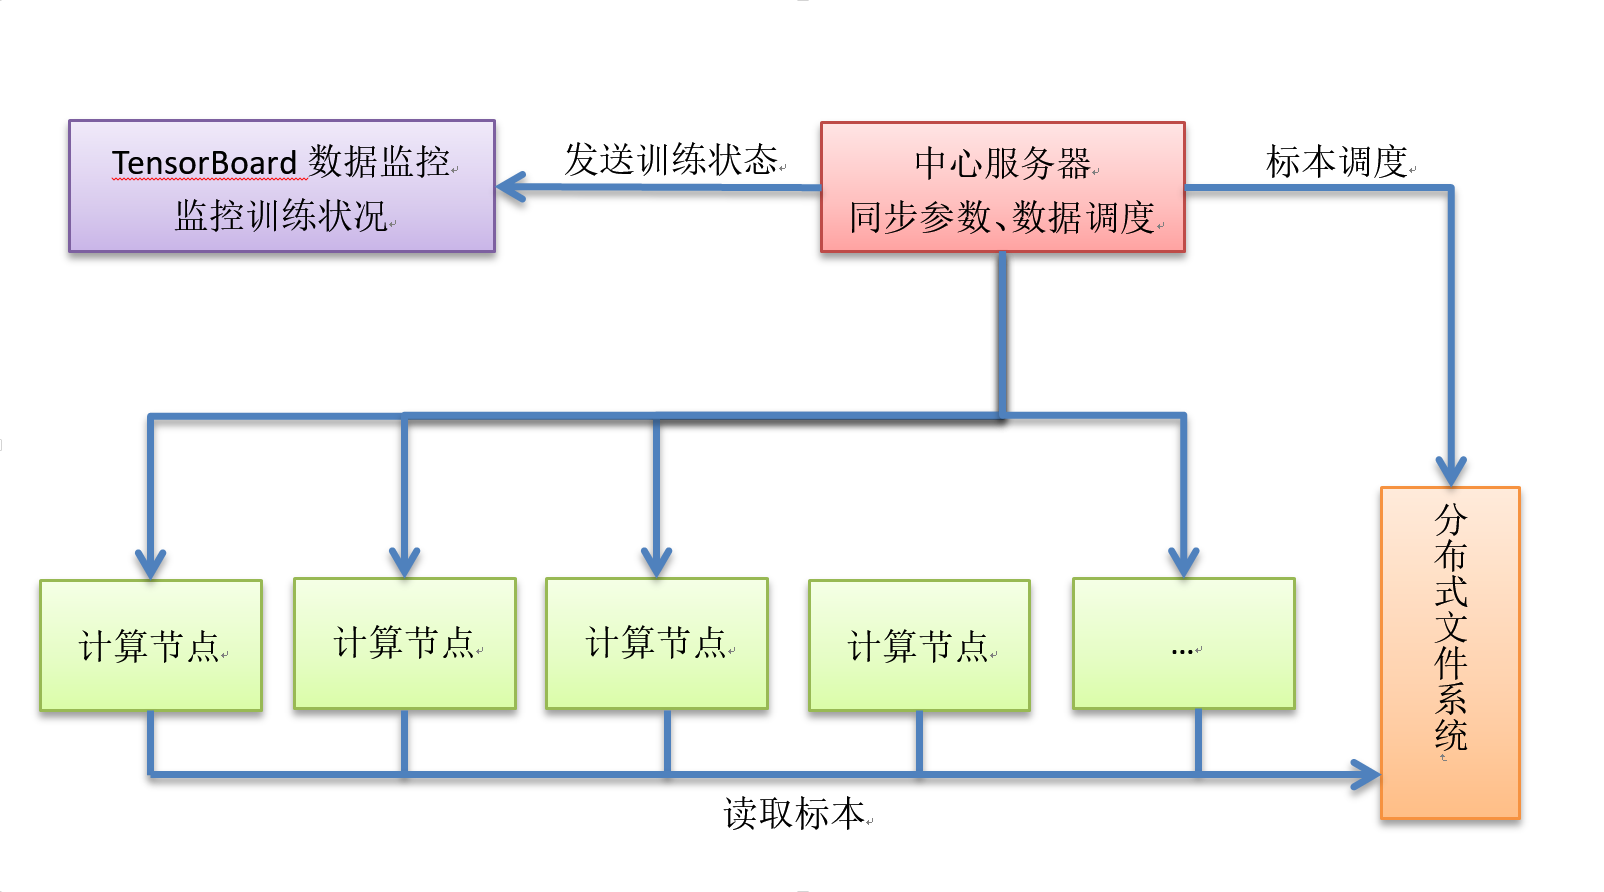 TensorBoard 数据监控
监控训练状况
发送训练状态
中心服务器
同步参数、数据调度
标本调度
计算节点
计算节点
计算节点
计算节点
...
分布式文件系统
读取标本